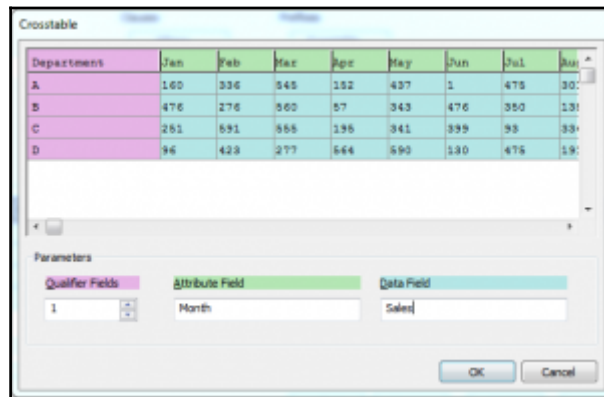 Crosstable
Department Jan Feb Mar Apr May Jun Jul Aug
A 160 336 545 152 437 1 475
B 476 276 560 57 343 476 350
C 251 591 555 195 341 399 93
D 96 423 277 564 590 130 475
Parameters
Qualifier Fields Attribute Field Data Field
1 Month Sales
OK Cancel